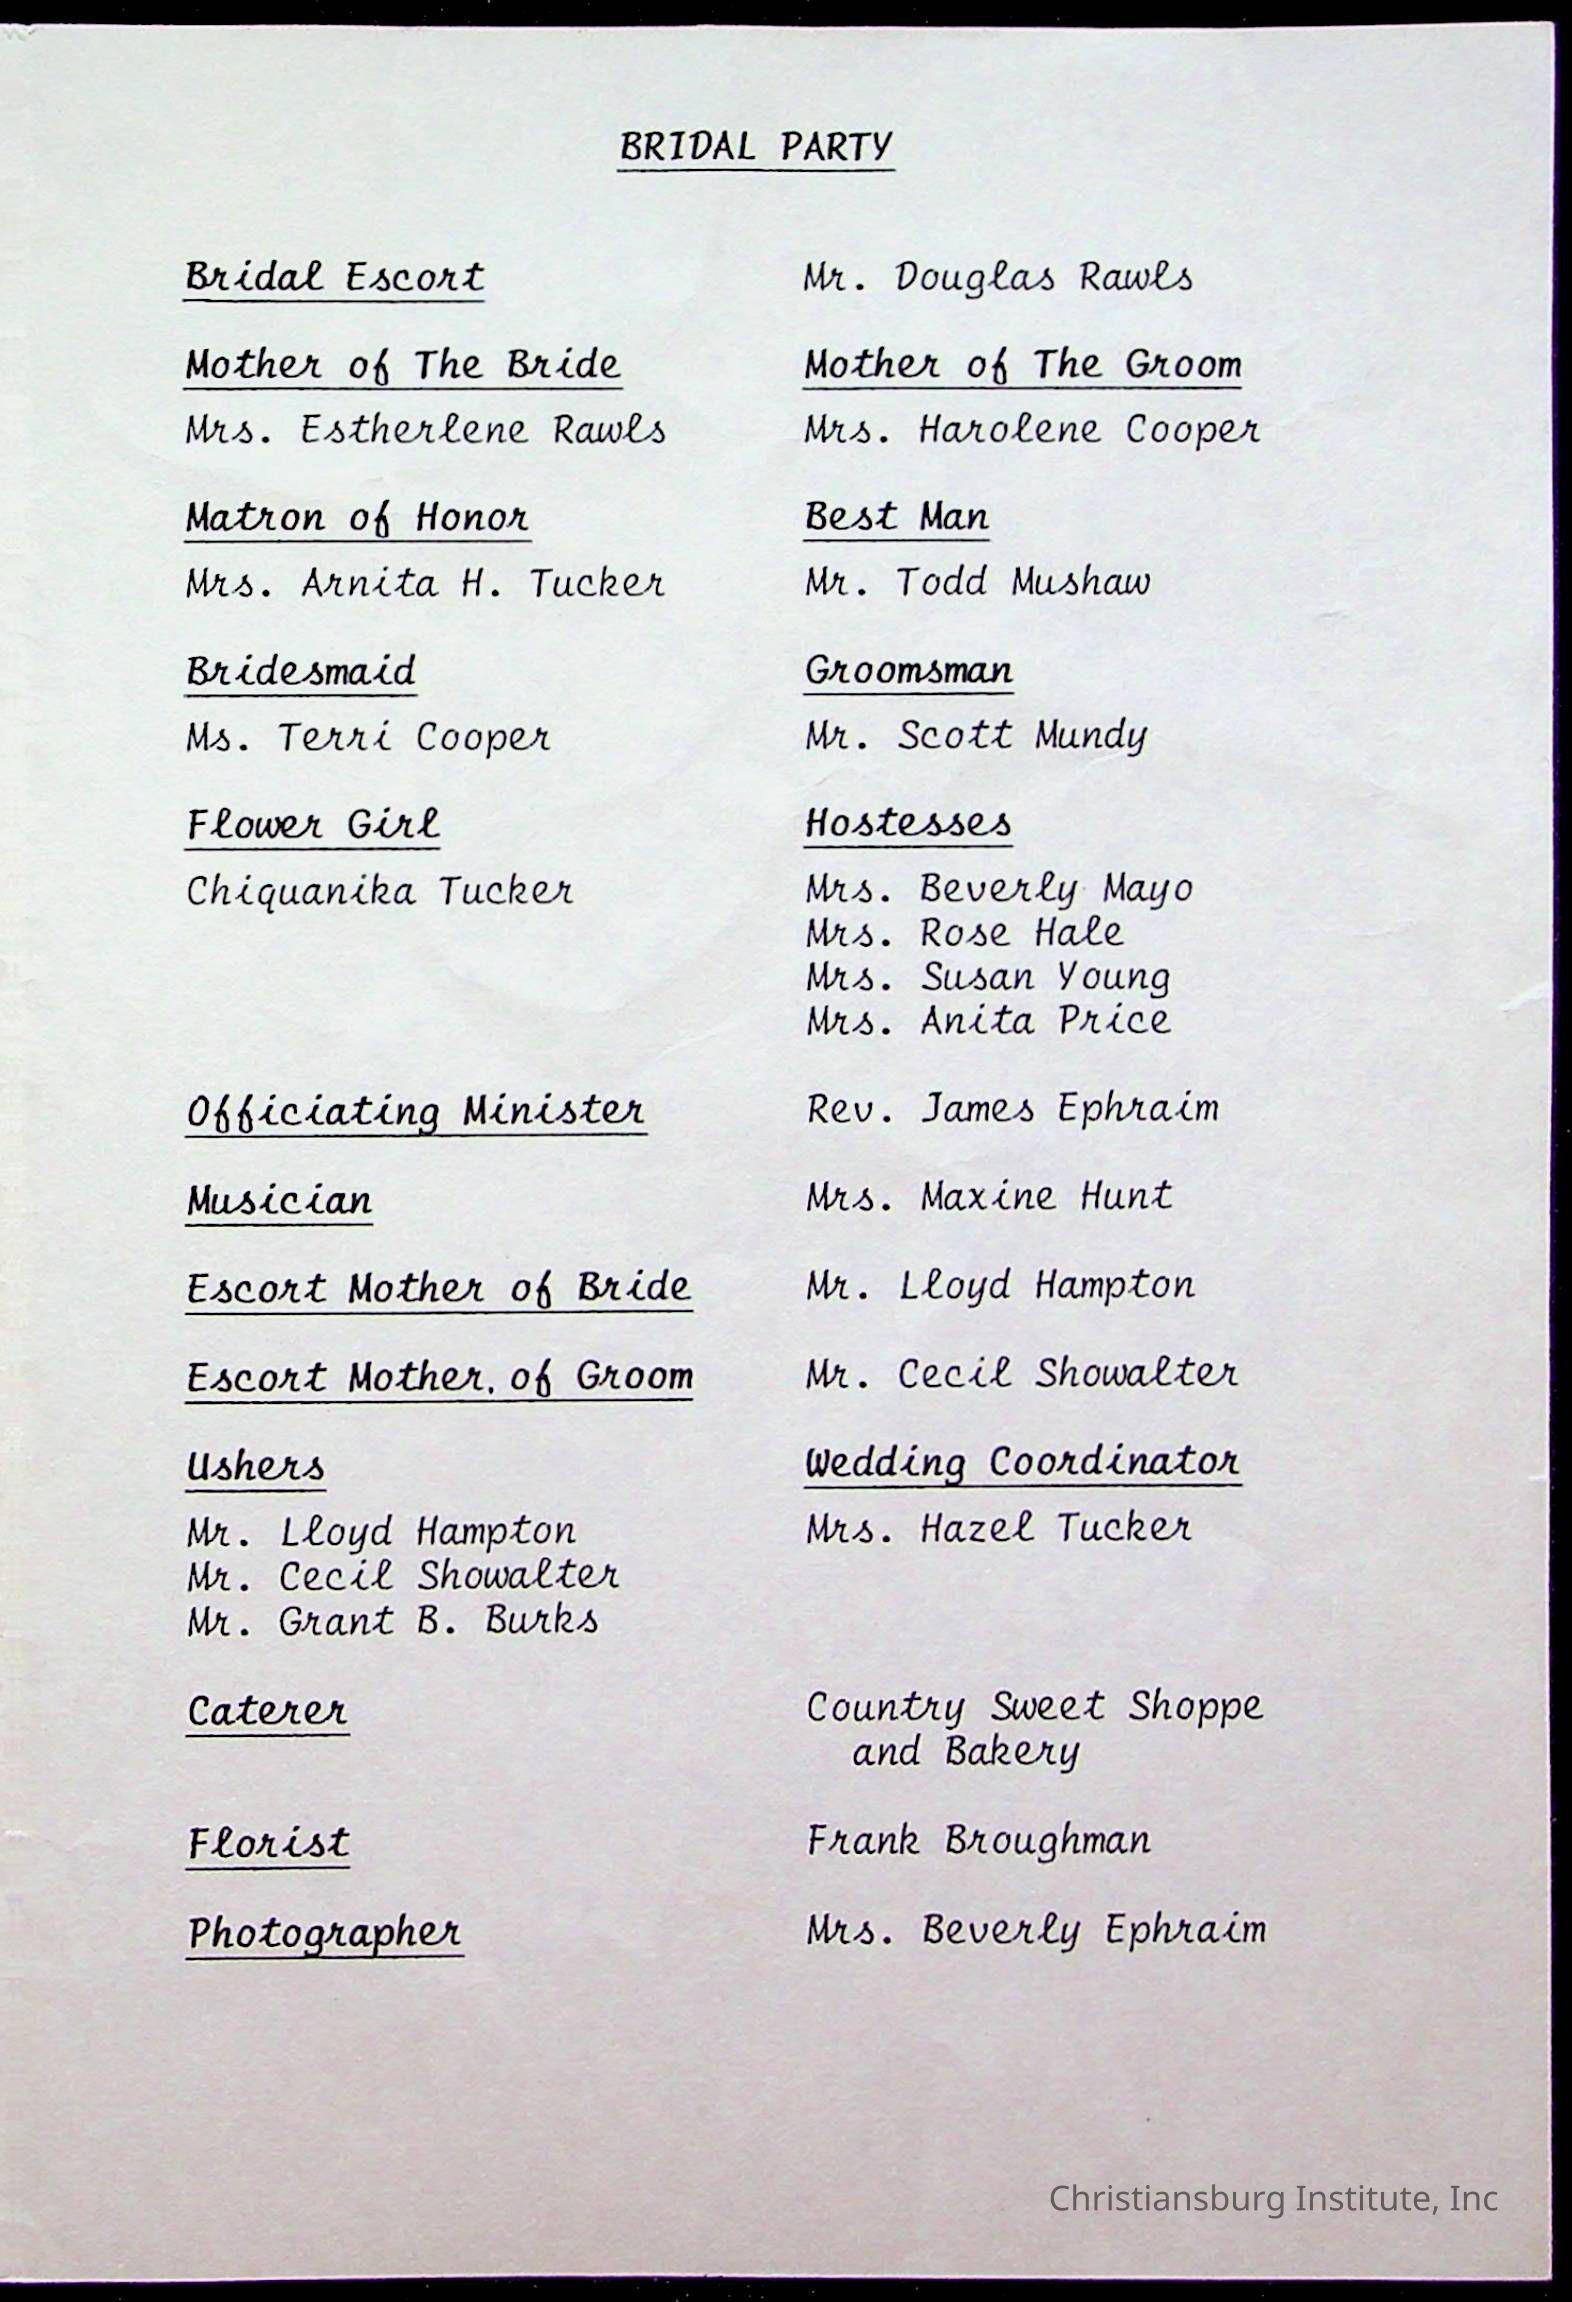 BRIDAL PARTY
Bridal Escort Mr. Douglas Rawls
Mother of The Bride Mother of The Groom
Mrs. Estherlene Rawls Mrs. Harolene Cooper
Matron of Honor Best Man
Mrs. Arnita H. Tucker Mr. Todd Mushaw
Bridesmaid Groomsman
Ms. Terri Cooper Mr. Scott Mundy
Flower Girl Hostesses
Chiquanika Tucker Mrs. Beverly Mayo
Mrs. Rose Hale
Mrs. Susan Young
Mrs. Anita Price
Officiating Minister Rev. James Ephraim
Musician Mrs. Maxine Hunt
Escort Mother of Bride Mr. Lloyd Hampton
Escort Mother. of Groom Mr. Cecil Showalter
Ushers Wedding Coordinator
Mr. Lloyd Hampton Mrs. Hazel Tucker
Mr. Cecil Showalter
Mr. Grant B. Burks
Caterer Country Sweet Shoppe
and Bakery
Florist Frank Broughman
Photographer Mrs. Beverly Ephraim
Christiansburg Institute, Inc